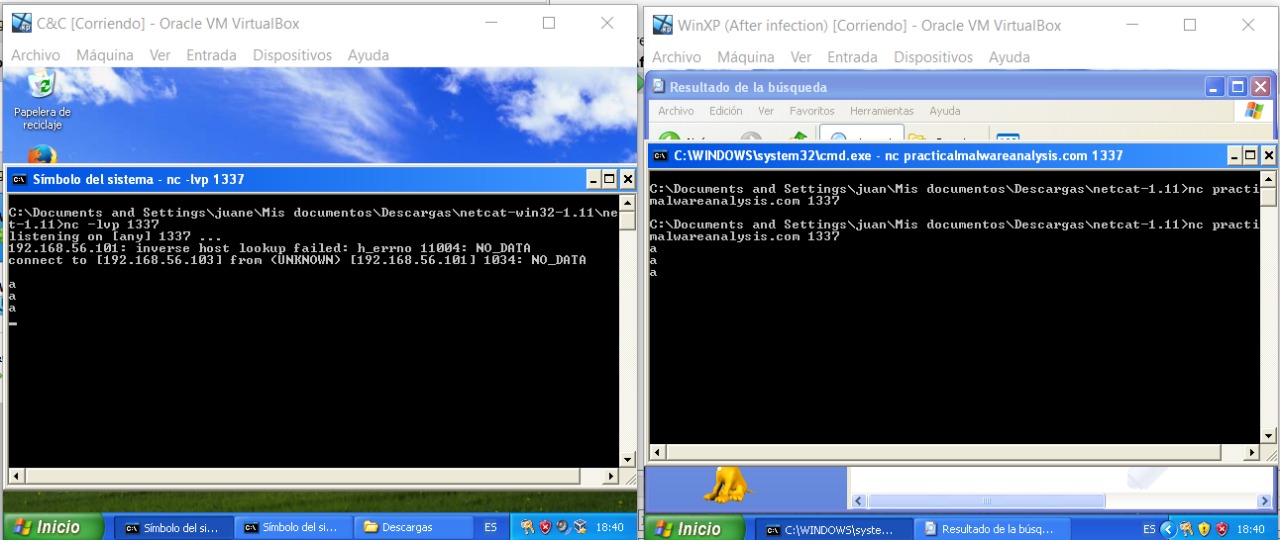 C&C [Corriendo] - Oracle VM VirtualBox
Archivo Máquina Ver Entrada Dispositivos Ayuda
Papelera de
reciclaje
Símbolo del sistema - nc -lvp 1337
C:\Documents and Settings\juane\Mis documentos\Descargas\netcat-win32-1.11\ne
t-1.11>nc -lvp 1337
listening on [any] 1337 ...
192.168.56.101: inverse host lookup failed: h_errno 11004: NO_DATA
connect to [192.168.56.103] from (UNKNOWN) [192.168.56.101] 1034: NO_DATA
a
a
a
Inicio
Símbolo del si...
Símbolo del si...
Descargas
ES
18:40
WinXP (After infection) [Corriendo] - Oracle VM VirtualBox
Archivo Máquina Ver Entrada Dispositivos Ayuda
Resultado de la búsqueda
Archivo Edición Ver Favoritos Herramientas Ayuda
C:\WINDOWS\system32\cmd.exe - nc practicalmalwareanalysis.com 1337
C:\Documents and Settings\juan\Mis documentos\Descargas\netcat-1.11>nc practi
malwareanalysis.com 1337
C:\Documents and Settings\juan\Mis documentos\Descargas\netcat-1.11>nc practi
malwareanalysis.com 1337
a
a
a
Inicio
C:\WINDOWS\syste...
Resultado de la búsq...
ES
18:40